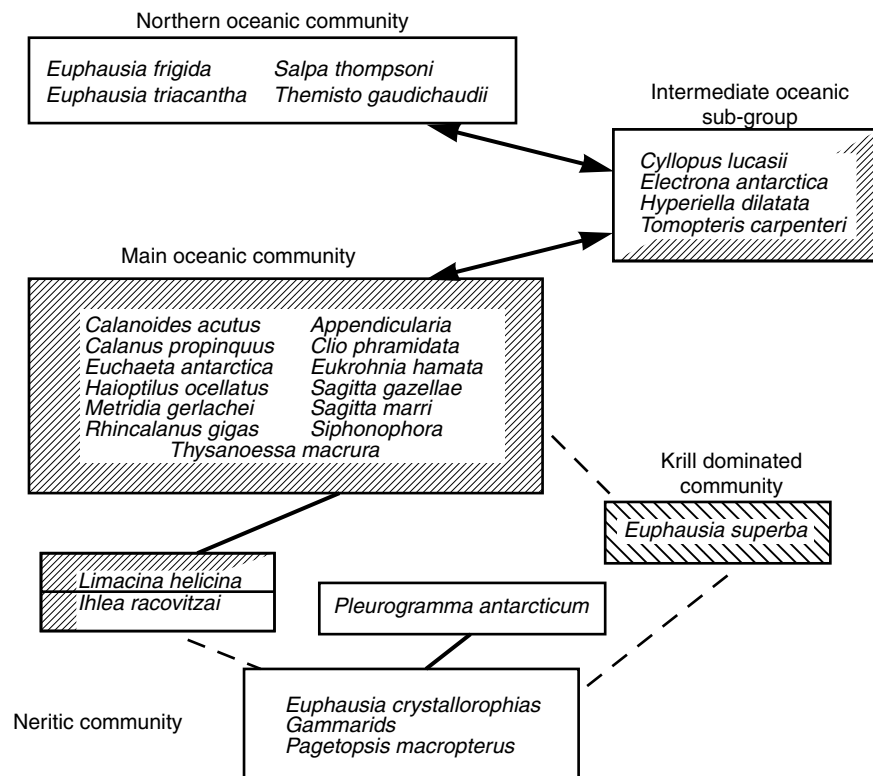 Northern oceanic community
Euphausia frigida Salpa thompsoni
Euphausia triacantha Themisto gaudichaudii
Intermediate oceanic
sub-group
Cyllopus lucasii
Electrona antarctica
Hyperiella dilatata
Tomopteris carpenteri
Main oceanic community
Calanoides acutus Appendicularia
Calanus propinquus Clio phramidata
Euchaeta antarctica Eukrohnia hamata
Haioptilus ocellatus Sagitta gazellae
Metridia gerlachei Sagitta marri
Rhincalanus gigas Siphonophora
Thysanoessa macrura
Krill dominated
community
Euphausia superba
Limacina helicina
Ihlea racovitzai
Pleurogramma antarcticum
Neritic community
Euphausia crystallorophias
Gammarids
Pagetopsis macropterus